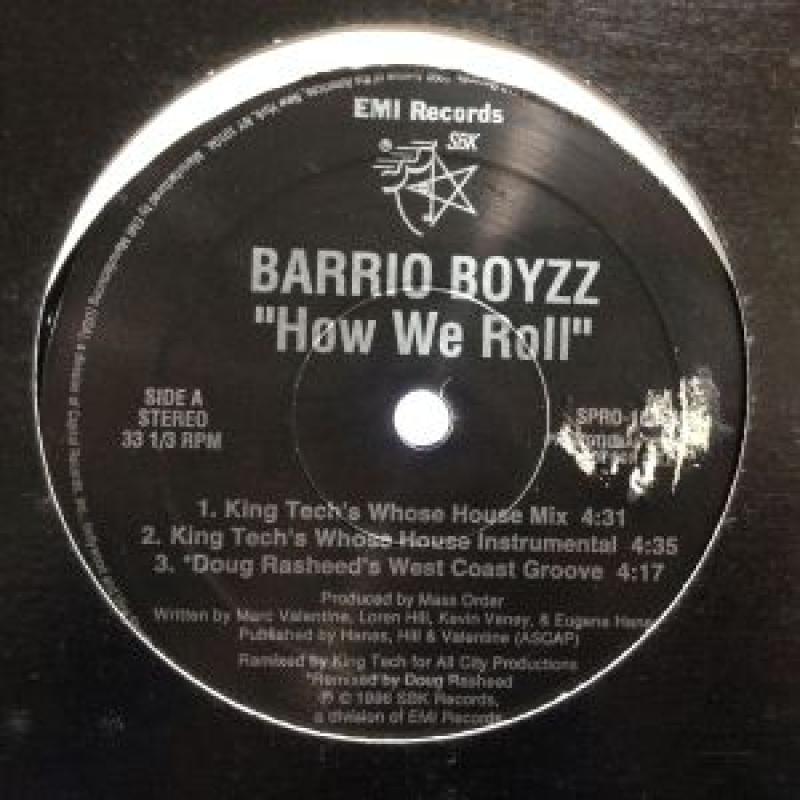 EMI Records
® SBK
BARRIO BOYZZ
"How We Roll"
SIDE A
STEREO
33 1/3 RPM
SPRO-
1. King Tech's Whose House Mix 4:31
2. King Tech's Whose House Instrumental 4:35
3. *Doug Rasheed's West Coast Groove 4:17
Produced by Mass Order
Written by Marc Valentine, Loren Hill, Kevin Veney, & Eugene
Published by Hanes, Hill & Valentine (ASCAP)
Remixed by King Tech for All City Productions
*Remixed by Doug Rasheed
℗ © 1996 SBK Records,
a division of EMI Records